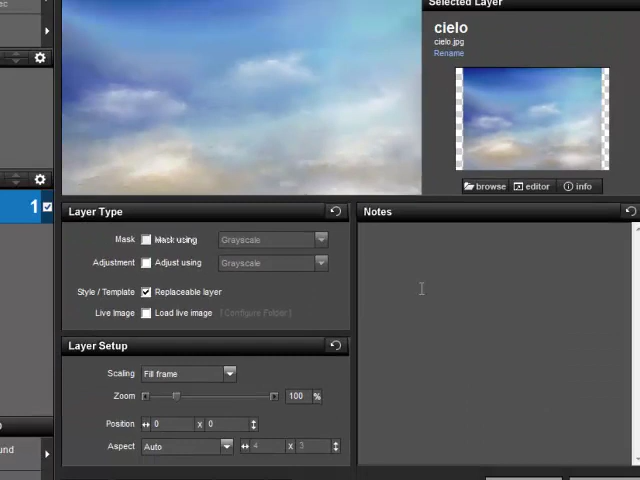 Selected Layer
cielo
cielo.jpg
Rename
browse editor info
1
Layer Type
Mask Mask using Grayscale
Adjustment Adjust using Grayscale
Style / Template Replaceable layer
Live Image Load live image [ Configure Folder ]
Notes
Layer Setup
Scaling Fill frame
Zoom 100 %
Position 0 x 0
Aspect Auto 4 x 3
und